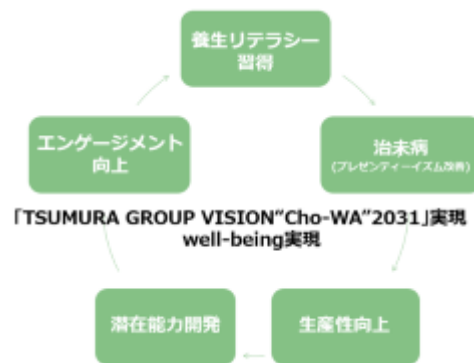 養生リテラシー
習得
エンゲージメント
向上
治未病
(プレゼンティーイズム改善)
「TSUMURA GROUP VISION"Cho-WA"2031」実現
well-being実現
潜在能力開発
生産性向上